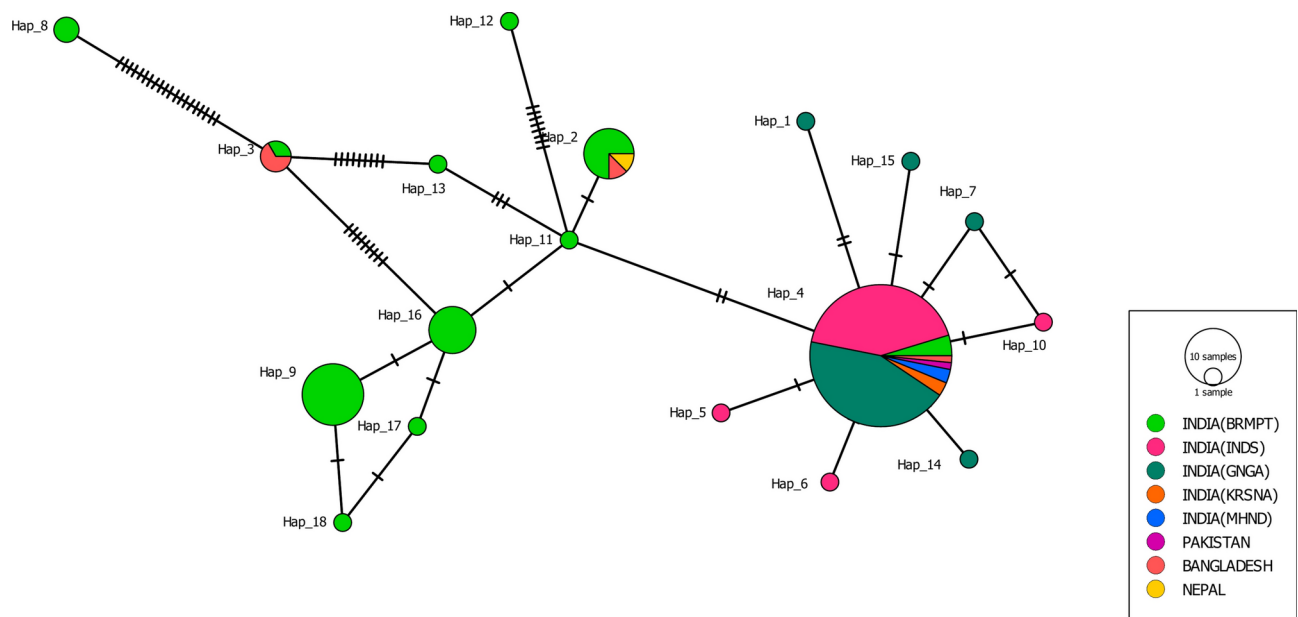 Hap_8
Hap_12
Hap_2
Hap_1
Hap_3
Hap_15
Hap_13
Hap_7
Hap_11
Hap_4
Hap_16
Hap_10
Hap_9
Hap_5
Hap_17
Hap_14
Hap_6
Hap_18
10 samples
1 sample
INDIA(BRMPT)
INDIA(INDS)
INDIA(GNGA)
INDIA(KRSNA)
INDIA(MHND)
PAKISTAN
BANGLADESH
NEPAL